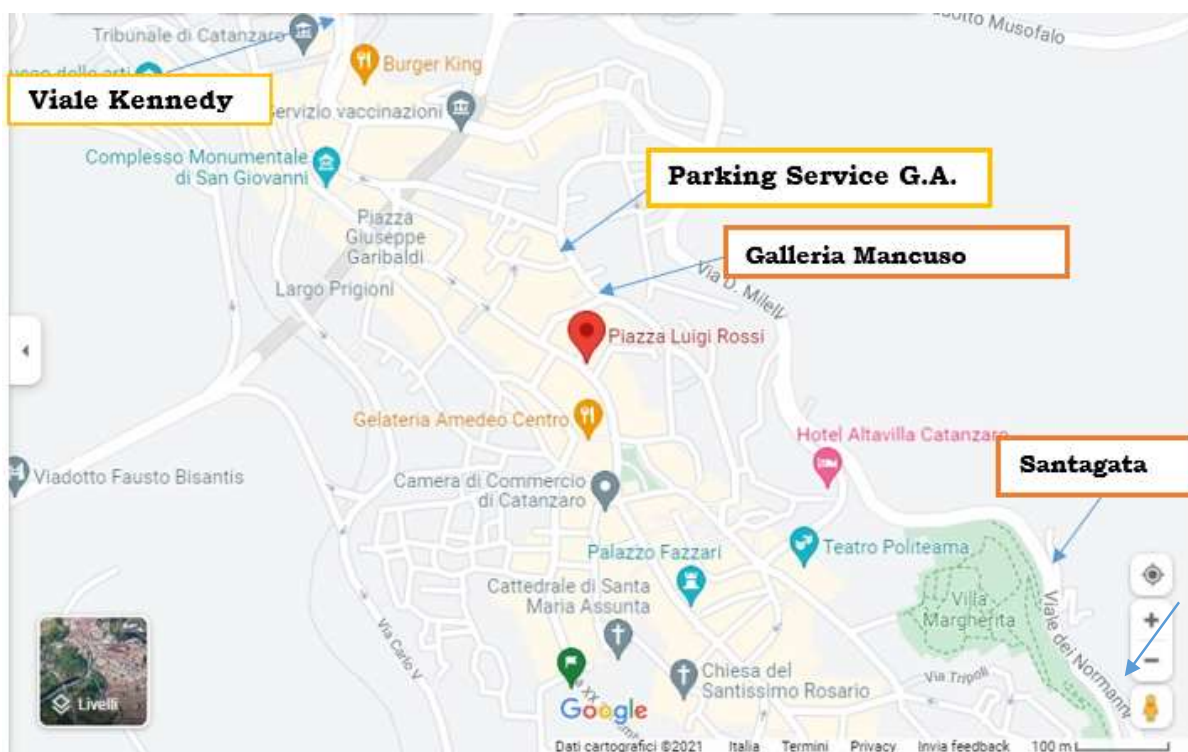 sotto Musofalo
Tribunale di Catanzaro
Burger King
Viale Kennedy
Servizio vaccinazioni
Complesso Monumentale
di San Giovanni
Parking Service G.A.
Piazza
Giuseppe
Garibaldi
Galleria Mancuso
Largo Prigioni
Via D. Milelli
Piazza Luigi Rossi
Gelateria Amedeo Centro
Hotel Altavilla Catanzaro
Santagata
Viadotto Fausto Bisantis
Camera di Commercio
di Catanzaro
Teatro Politeama
Palazzo Fazzari
Cattedrale di Santa
Maria Assunta
Villa
Margherita
Viale dei Normanni
Via Carlo V
Chiesa del
Santissimo Rosario
Via Tripoli
Livelli
Google
Dati cartografici ©2021 Italia Termini Privacy Invia feedback 100 m